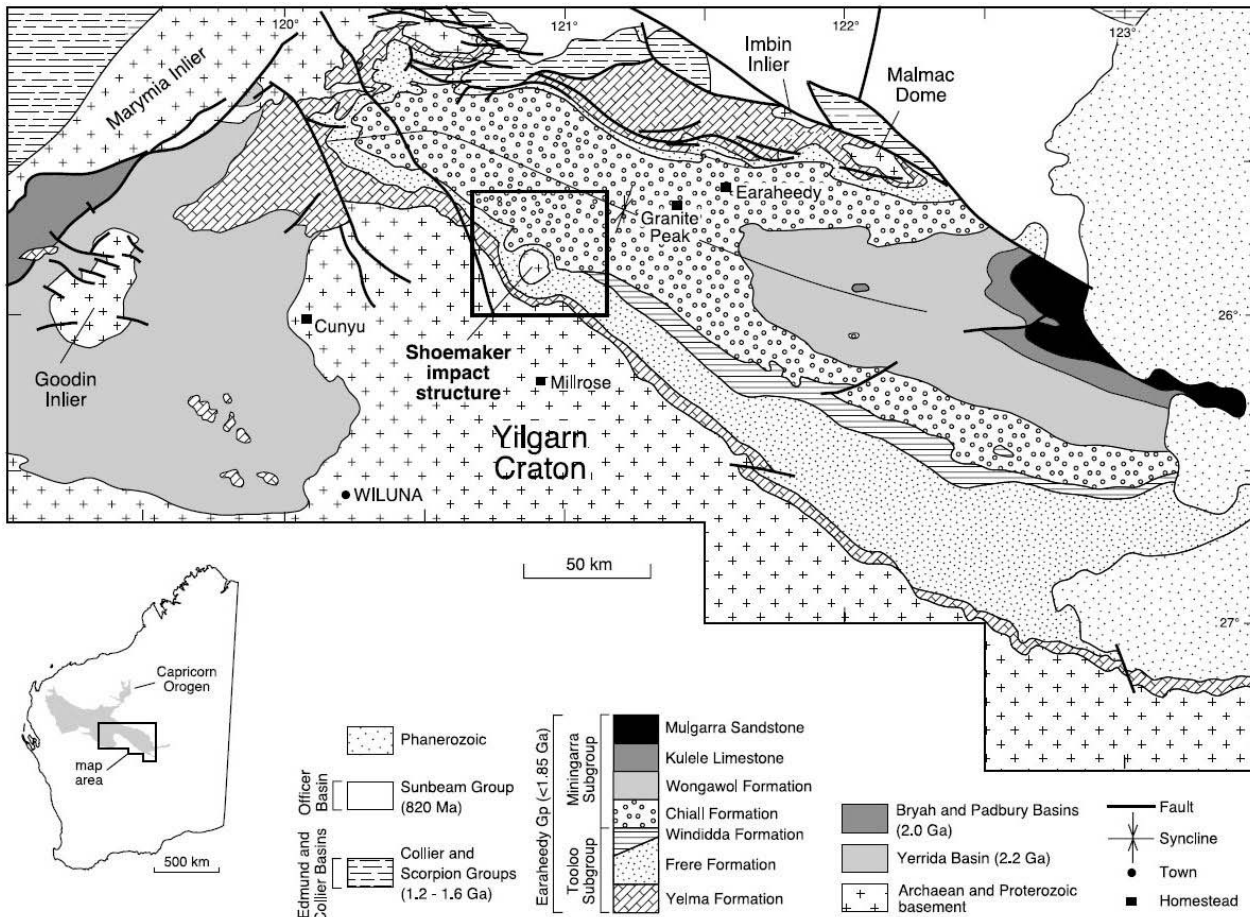 120°
121°
122°
123°
Marymia Inlier
Imbin
Inlier
Malmac
Dome
Earaheedy
Granite
Peak
26°
Cunyu
Goodin
Inlier
Shoemaker
impact
structure
Millrose
Yilgarn
Craton
WILUNA
50 km
27°
Capricorn
Orogen
map
area
500 km
Phanerozoic
Officer
Basin
Sunbeam Group
(820 Ma)
Edmund and
Collier Basins
Collier and
Scorpion Groups
(1.2 - 1.6 Ga)
Earaheedy Gp (<1.85 Ga)
Miningarra
Subgroup
Tooloo
Subgroup
Mulgarra Sandstone
Kulele Limestone
Wongawol Formation
Chiall Formation
Windidda Formation
Frere Formation
Yelma Formation
Bryah and Padbury Basins
(2.0 Ga)
Yerrida Basin (2.2 Ga)
Archaean and Proterozoic
basement
Fault
Syncline
Town
Homestead